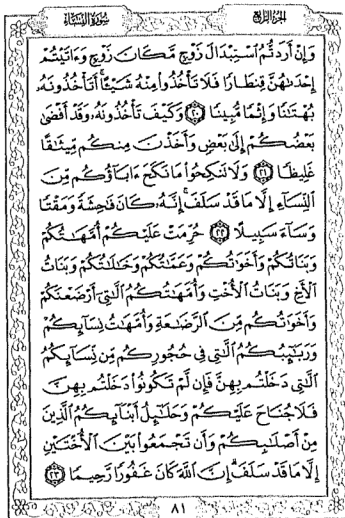 الجزء الرابع سورة النساء
وَإِنْ أَرَدتُّمُ ٱسْتِبْدَالَ زَوْجٍ مَّكَانَ زَوْجٍ وَءَاتَيْتُمْ
إِحْدَىٰهُنَّ قِنطَارًا فَلَا تَأْخُذُوا۟ مِنْهُ شَيْـًٔا ۚ أَتَأْخُذُونَهُۥ
بُهْتَٰنًا وَإِثْمًا مُّبِينًا ٢٠ وَكَيْفَ تَأْخُذُونَهُۥ وَقَدْ أَفْضَىٰ
بَعْضُكُمْ إِلَىٰ بَعْضٍ وَأَخَذْنَ مِنكُم مِّيثَٰقًا
غَلِيظًا ٢١ وَلَا تَنكِحُوا۟ مَا نَكَحَ ءَابَآؤُكُم مِّنَ
ٱلنِّسَآءِ إِلَّا مَا قَدْ سَلَفَ ۚ إِنَّهُۥ كَانَ فَٰحِشَةً وَمَقْتًا
وَسَآءَ سَبِيلًا ٢٢ حُرِّمَتْ عَلَيْكُمْ أُمَّهَٰتُكُمْ
وَبَنَاتُكُمْ وَأَخَوَٰتُكُمْ وَعَمَّٰتُكُمْ وَخَٰلَٰتُكُمْ وَبَنَاتُ
ٱلْأَخِ وَبَنَاتُ ٱلْأُخْتِ وَأُمَّهَٰتُكُمُ ٱلَّٰتِىٓ أَرْضَعْنَكُمْ
وَأَخَوَٰتُكُم مِّنَ ٱلرَّضَٰعَةِ وَأُمَّهَٰتُ نِسَآئِكُمْ
وَرَبَٰٓئِبُكُمُ ٱلَّٰتِى فِى حُجُورِكُم مِّن نِّسَآئِكُمُ
ٱلَّٰتِى دَخَلْتُم بِهِنَّ فَإِن لَّمْ تَكُونُوا۟ دَخَلْتُم بِهِنَّ
فَلَا جُنَاحَ عَلَيْكُمْ وَحَلَٰٓئِلُ أَبْنَآئِكُمُ ٱلَّذِينَ
مِنْ أَصْلَٰبِكُمْ وَأَن تَجْمَعُوا۟ بَيْنَ ٱلْأُخْتَيْنِ
إِلَّا مَا قَدْ سَلَفَ ۗ إِنَّ ٱللَّهَ كَانَ غَفُورًا رَّحِيمًا ٢٣
٨١